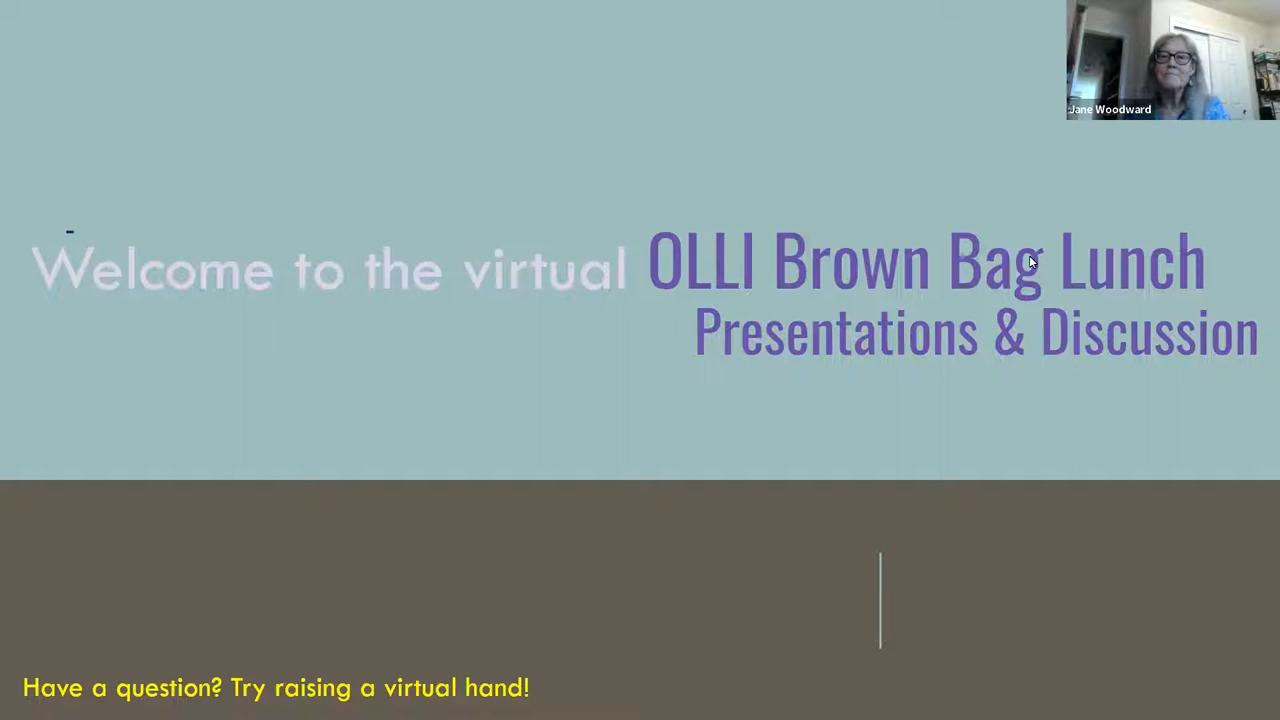 Jane Woodward
Welcome to the virtual OLLI Brown Bag Lunch
Presentations & Discussion
Have a question? Try raising a virtual hand!